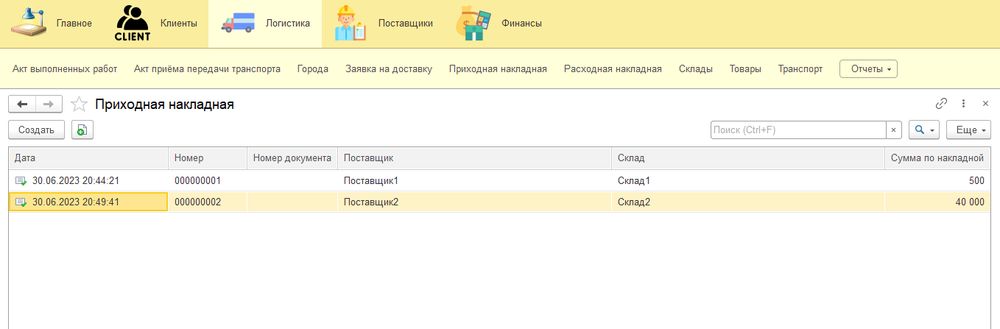 Главное
CLIENT
Клиенты
Логистика
Поставщики
Финансы
Акт выполненных работ Акт приёма передачи транспорта Города Заявка на доставку Приходная накладная Расходная накладная Склады Товары Транспорт Отчеты
Приходная накладная
Создать Поиск (Ctrl+F) Еще
Дата Номер Номер документа Поставщик Склад Сумма по накладной
30.06.2023 20:44:21 000000001 Поставщик1 Склад1 500
30.06.2023 20:49:41 000000002 Поставщик2 Склад2 40 000